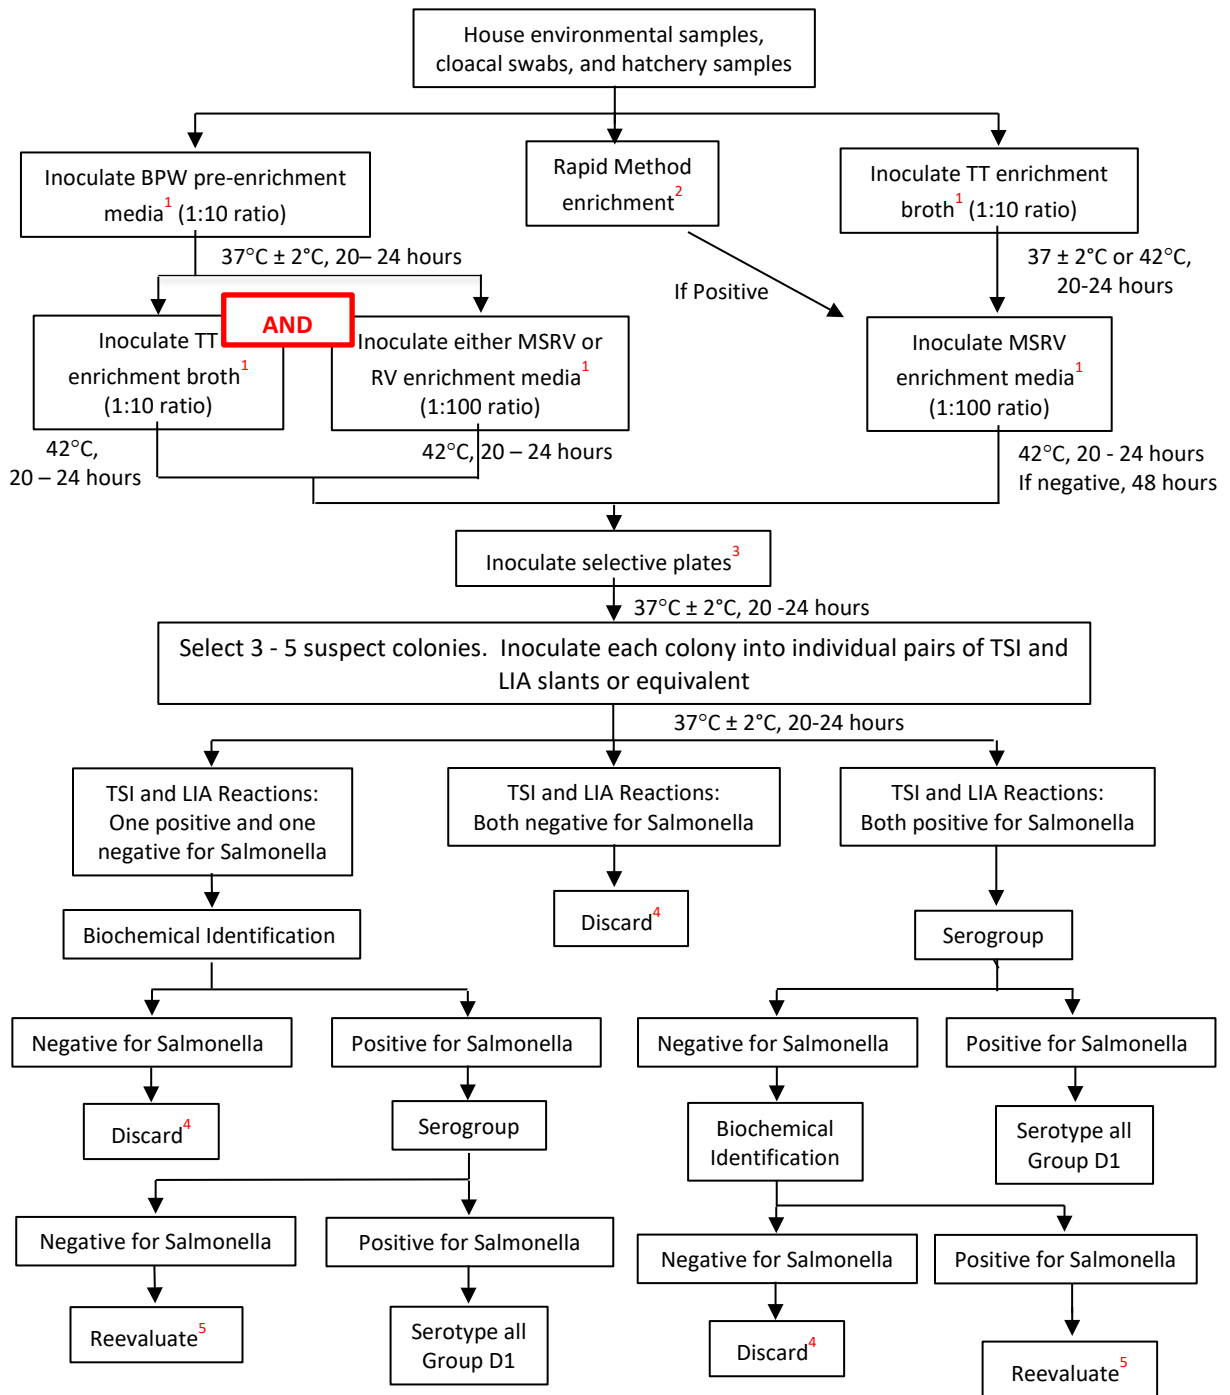 House environmental samples,
cloacal swabs, and hatchery samples
Inoculate BPW pre-enrichment
media1 (1:10 ratio)
Rapid Method
enrichment2
Inoculate TT enrichment
broth1 (1:10 ratio)
37°C ± 2°C, 20– 24 hours
If Positive
37 ± 2°C or 42°C,
20-24 hours
AND
Inoculate TT
enrichment broth1
(1:10 ratio)
Inoculate either MSRV or
RV enrichment media1
(1:100 ratio)
Inoculate MSRV
enrichment media1
(1:100 ratio)
42°C,
20 – 24 hours
42°C, 20 – 24 hours
42°C, 20 - 24 hours
If negative, 48 hours
Inoculate selective plates3
37°C ± 2°C, 20 -24 hours
Select 3 - 5 suspect colonies.  Inoculate each colony into individual pairs of TSI and
LIA slants or equivalent
37°C ± 2°C, 20-24 hours
TSI and LIA Reactions:
One positive and one
negative for Salmonella
TSI and LIA Reactions:
Both negative for Salmonella
TSI and LIA Reactions:
Both positive for Salmonella
Biochemical Identification
Discard4
Serogroup
Negative for Salmonella
Positive for Salmonella
Negative for Salmonella
Positive for Salmonella
Discard4
Serogroup
Biochemical
Identification
Serotype all
Group D1
Negative for Salmonella
Positive for Salmonella
Negative for Salmonella
Positive for Salmonella
Reevaluate5
Serotype all
Group D1
Discard4
Reevaluate5